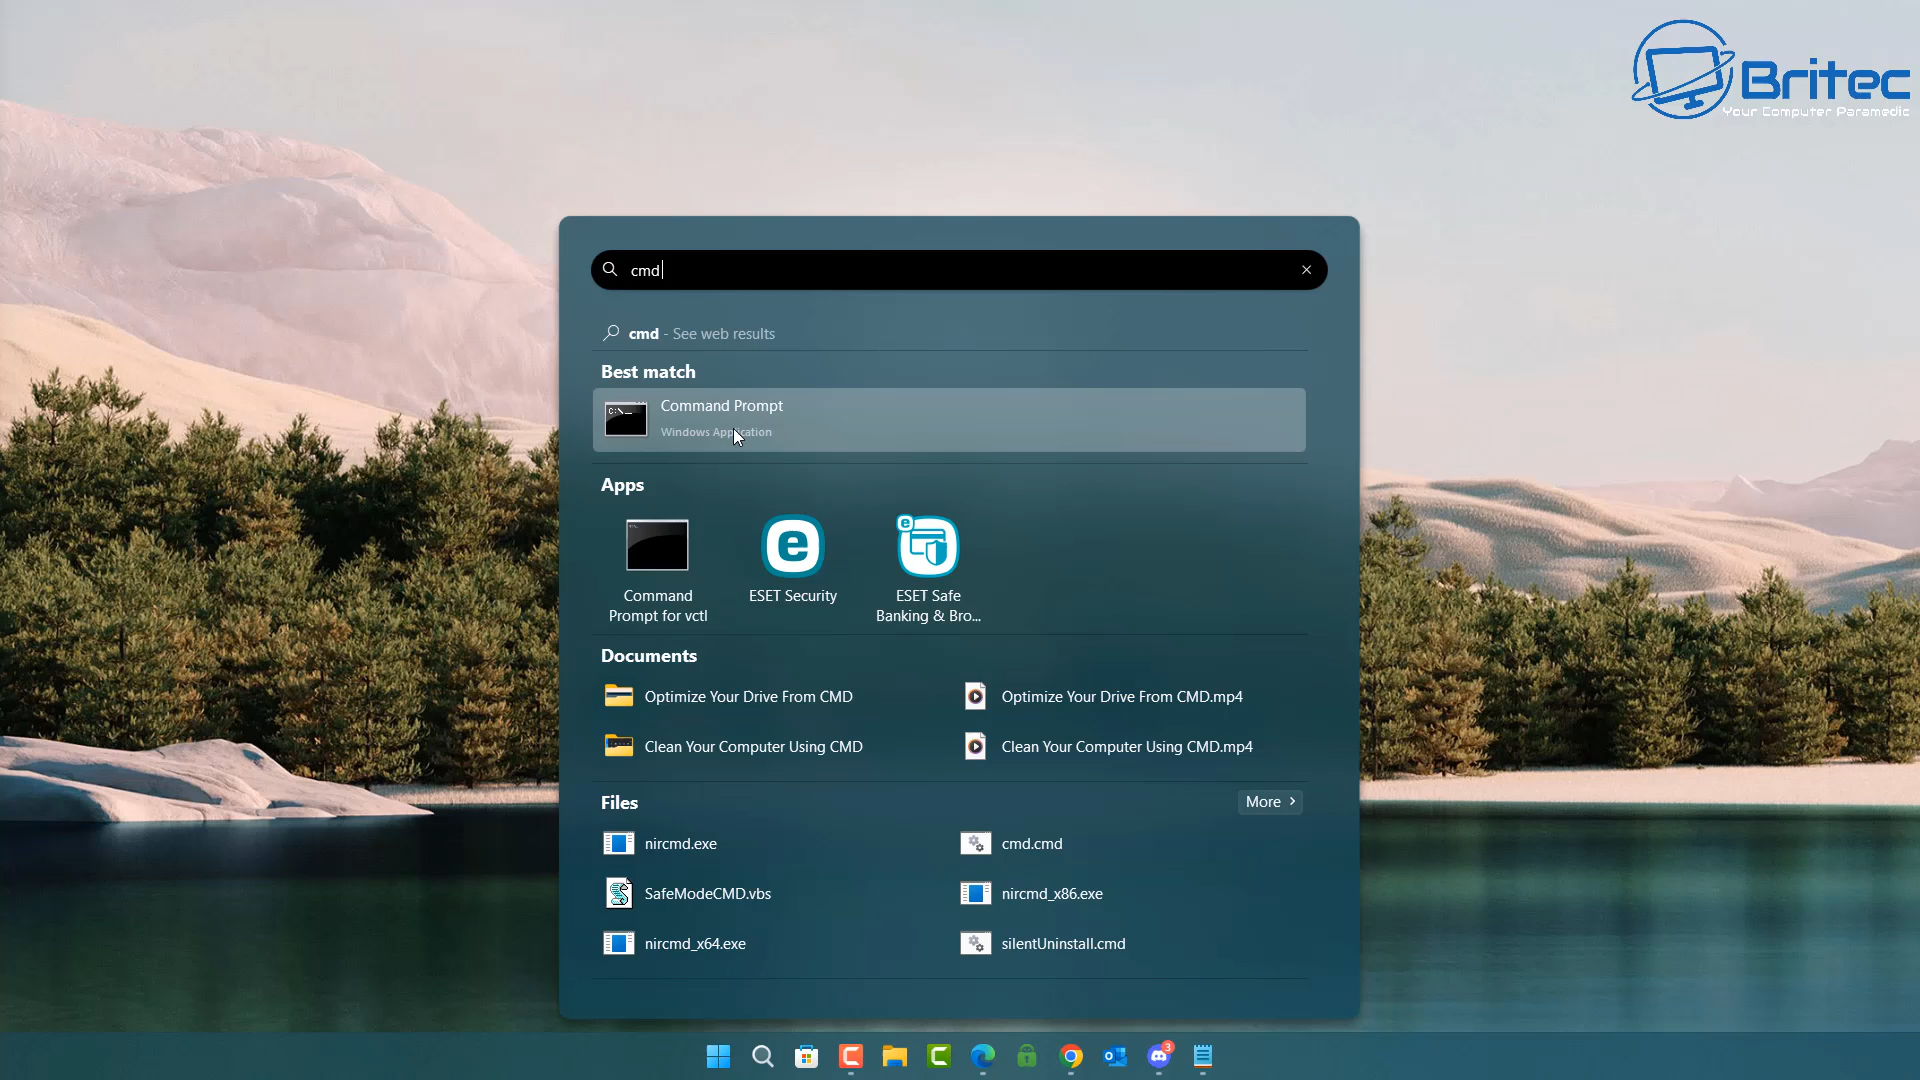 Britec
Your Computer Paramedic
cmd
cmd - See web results
Best match
C:\_
Command Prompt
Windows Application
Apps
Command
Prompt for vctl
e
ESET Security
e
ESET Safe
Banking & Bro...
Documents
Optimize Your Drive From CMD
Optimize Your Drive From CMD.mp4
Clean Your Computer Using CMD
Clean Your Computer Using CMD.mp4
Files
More
nircmd.exe
cmd.cmd
SafeModeCMD.vbs
nircmd_x86.exe
nircmd_x64.exe
silentUninstall.cmd
3